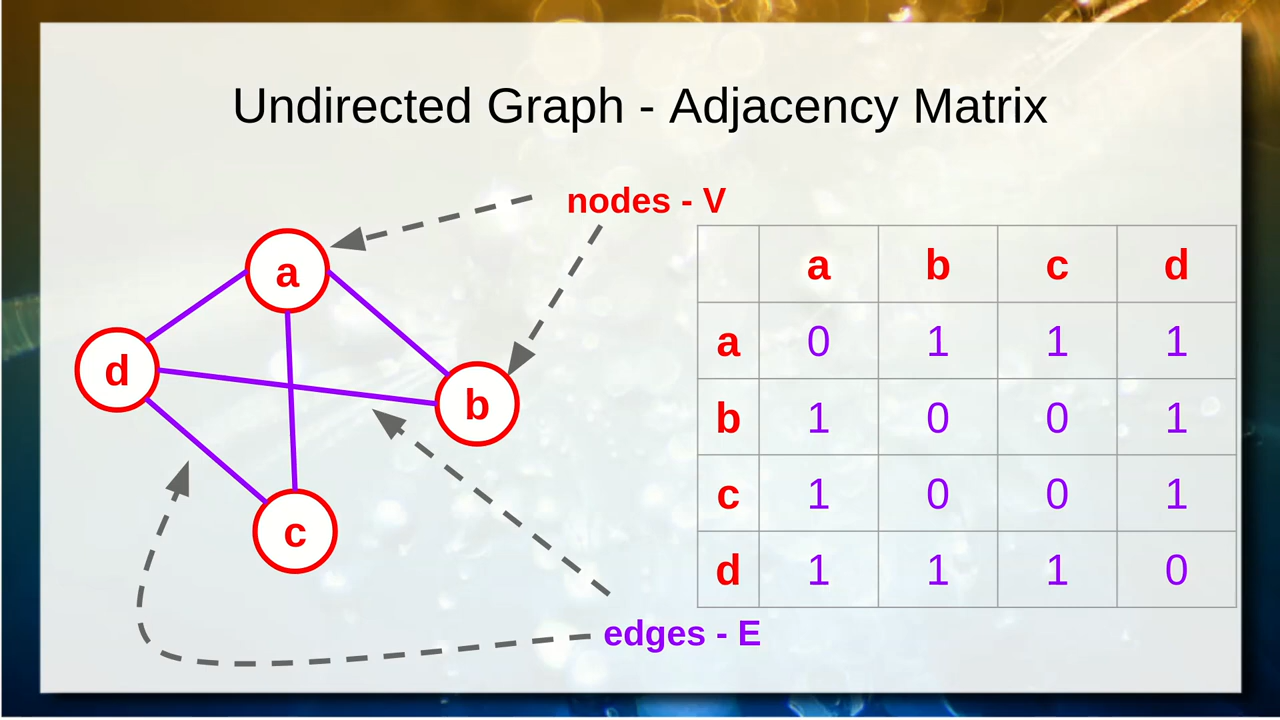 Undirected Graph - Adjacency Matrix
nodes - V
a
d
b
c
a b c d
a 0 1 1 1
b 1 0 0 1
c 1 0 0 1
d 1 1 1 0
edges - E